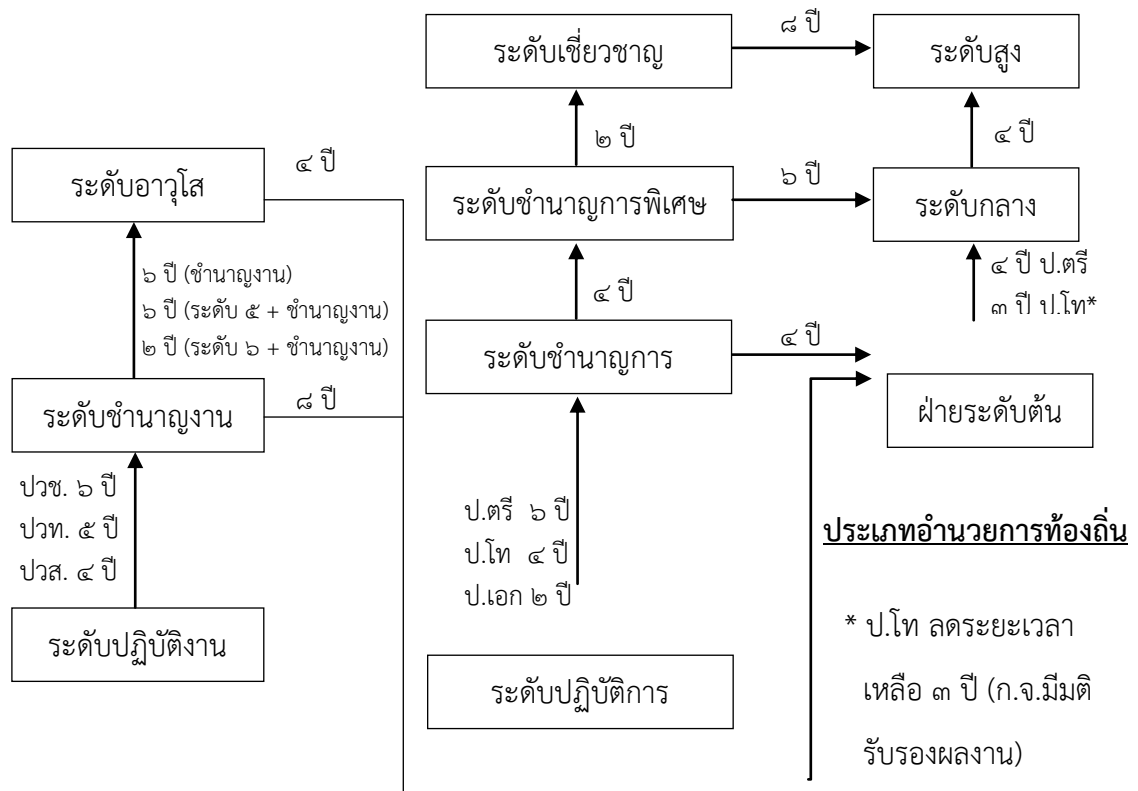 ระดับอาวุโส
๔ ปี
๖ ปี (ชำนาญงาน)
๖ ปี (ระดับ ๕ + ชำนาญงาน)
๒ ปี (ระดับ ๖ + ชำนาญงาน)
ระดับชำนาญงาน
๘ ปี
ปวช. ๖ ปี
ปวท. ๕ ปี
ปวส. ๔ ปี
ระดับปฏิบัติงาน
ระดับเชี่ยวชาญ
๘ ปี
๒ ปี
ระดับชำนาญการพิเศษ
๖ ปี
๔ ปี
ระดับชำนาญการ
๔ ปี
ป.ตรี ๖ ปี
ป.โท ๔ ปี
ป.เอก ๒ ปี
ระดับปฏิบัติการ
ระดับสูง
๔ ปี
ระดับกลาง
๔ ปี ป.ตรี
๓ ปี ป.โท*
ฝ่ายระดับต้น
ประเภทอำนวยการท้องถิ่น
* ป.โท ลดระยะเวลา
เหลือ ๓ ปี (ก.จ.มีมติ
รับรองผลงาน)